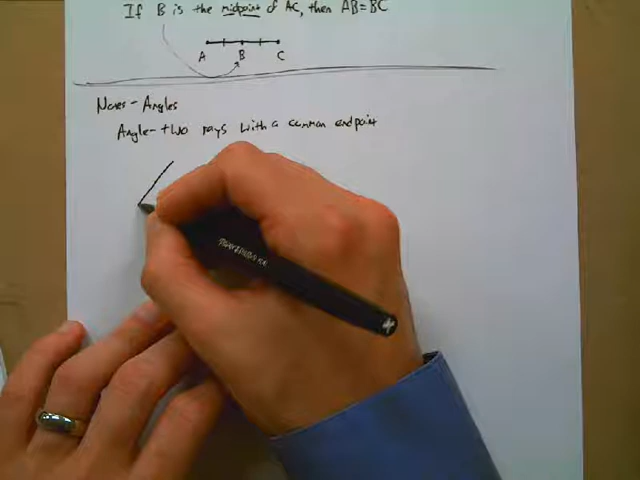 If B is the midpoint of AC, then AB=BC
A B C
Notes - Angles
Angle - two rays with a common endpoint